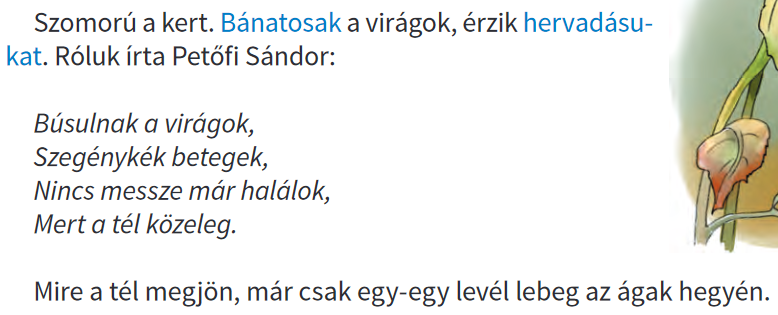 Szomorú a kert. Bánatosak a virágok, érzik hervadásu-
kat. Róluk írta Petőfi Sándor:
Búsulnak a virágok,
Szegénykék betegek,
Nincs messze már halálok,
Mert a tél közeleg.
Mire a tél megjön, már csak egy-egy levél lebeg az ágak hegyén.